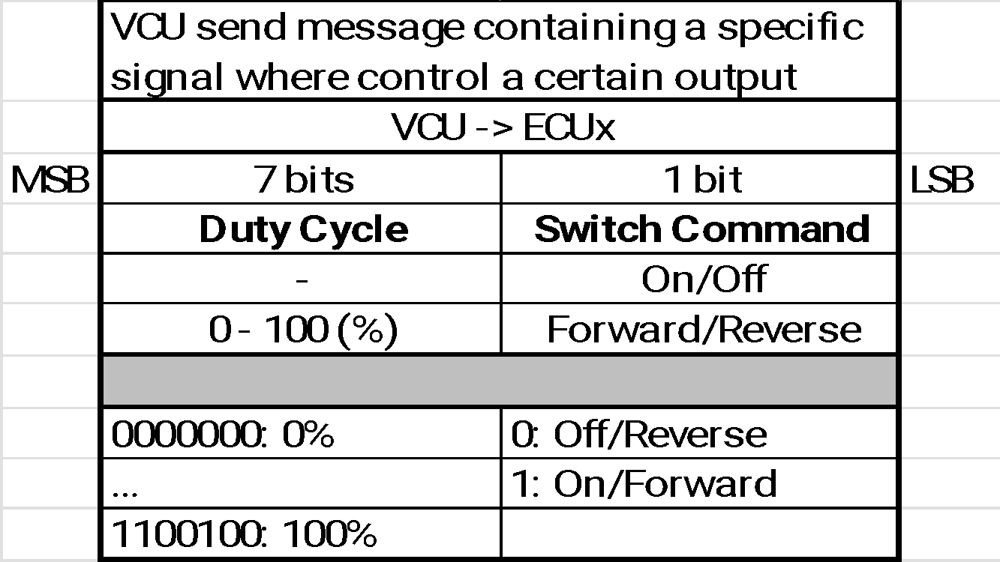 VCU send message containing a specific
signal where control a certain output
VCU -> ECUx
MSB 7 bits 1 bit LSB
Duty Cycle Switch Command
- On/Off
0 - 100 (%) Forward/Reverse
0000000: 0% 0: Off/Reverse
... 1: On/Forward
1100100: 100%